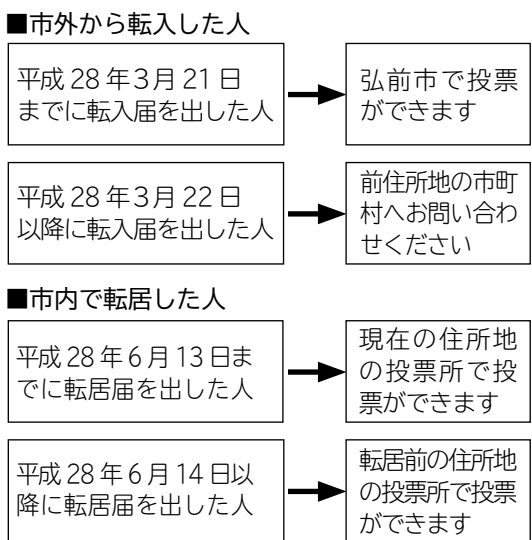 ■市外から転入した人
平成 28 年３月 21 日
までに転入届を出した人
弘前市で投票
ができます
平成 28 年３月 22 日
以降に転入届を出した人
前住所地の市町
村へお問い合わ
せください
■市内で転居した人
平成 28 年６月 13 日ま
でに転居届を出した人
現在の住所地
の投票所で投
票ができます
平成 28 年６月 14 日以
降に転居届を出した人
転居前の住所地
の投票所で投票
ができます